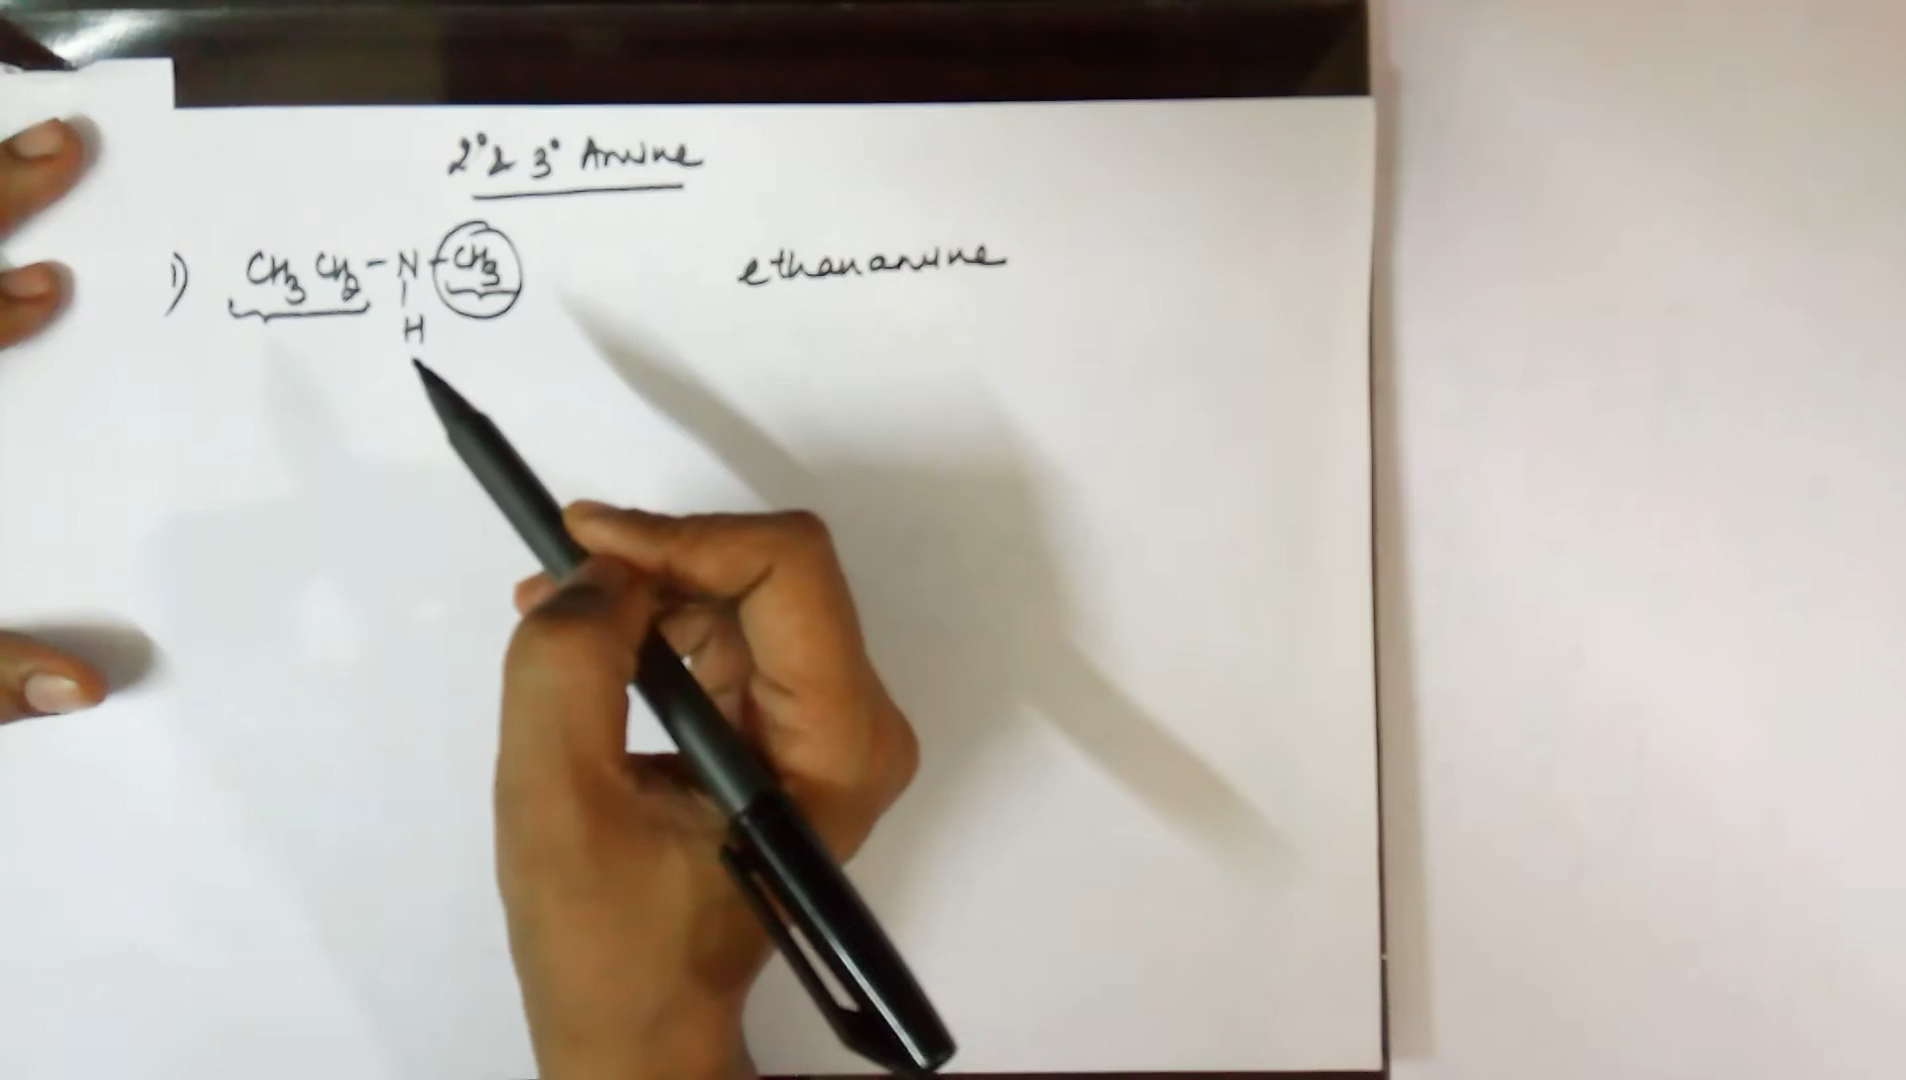 2° & 3° Amine
1) CH₃ CH₂ - N - CH₃ ethanamine
|
H